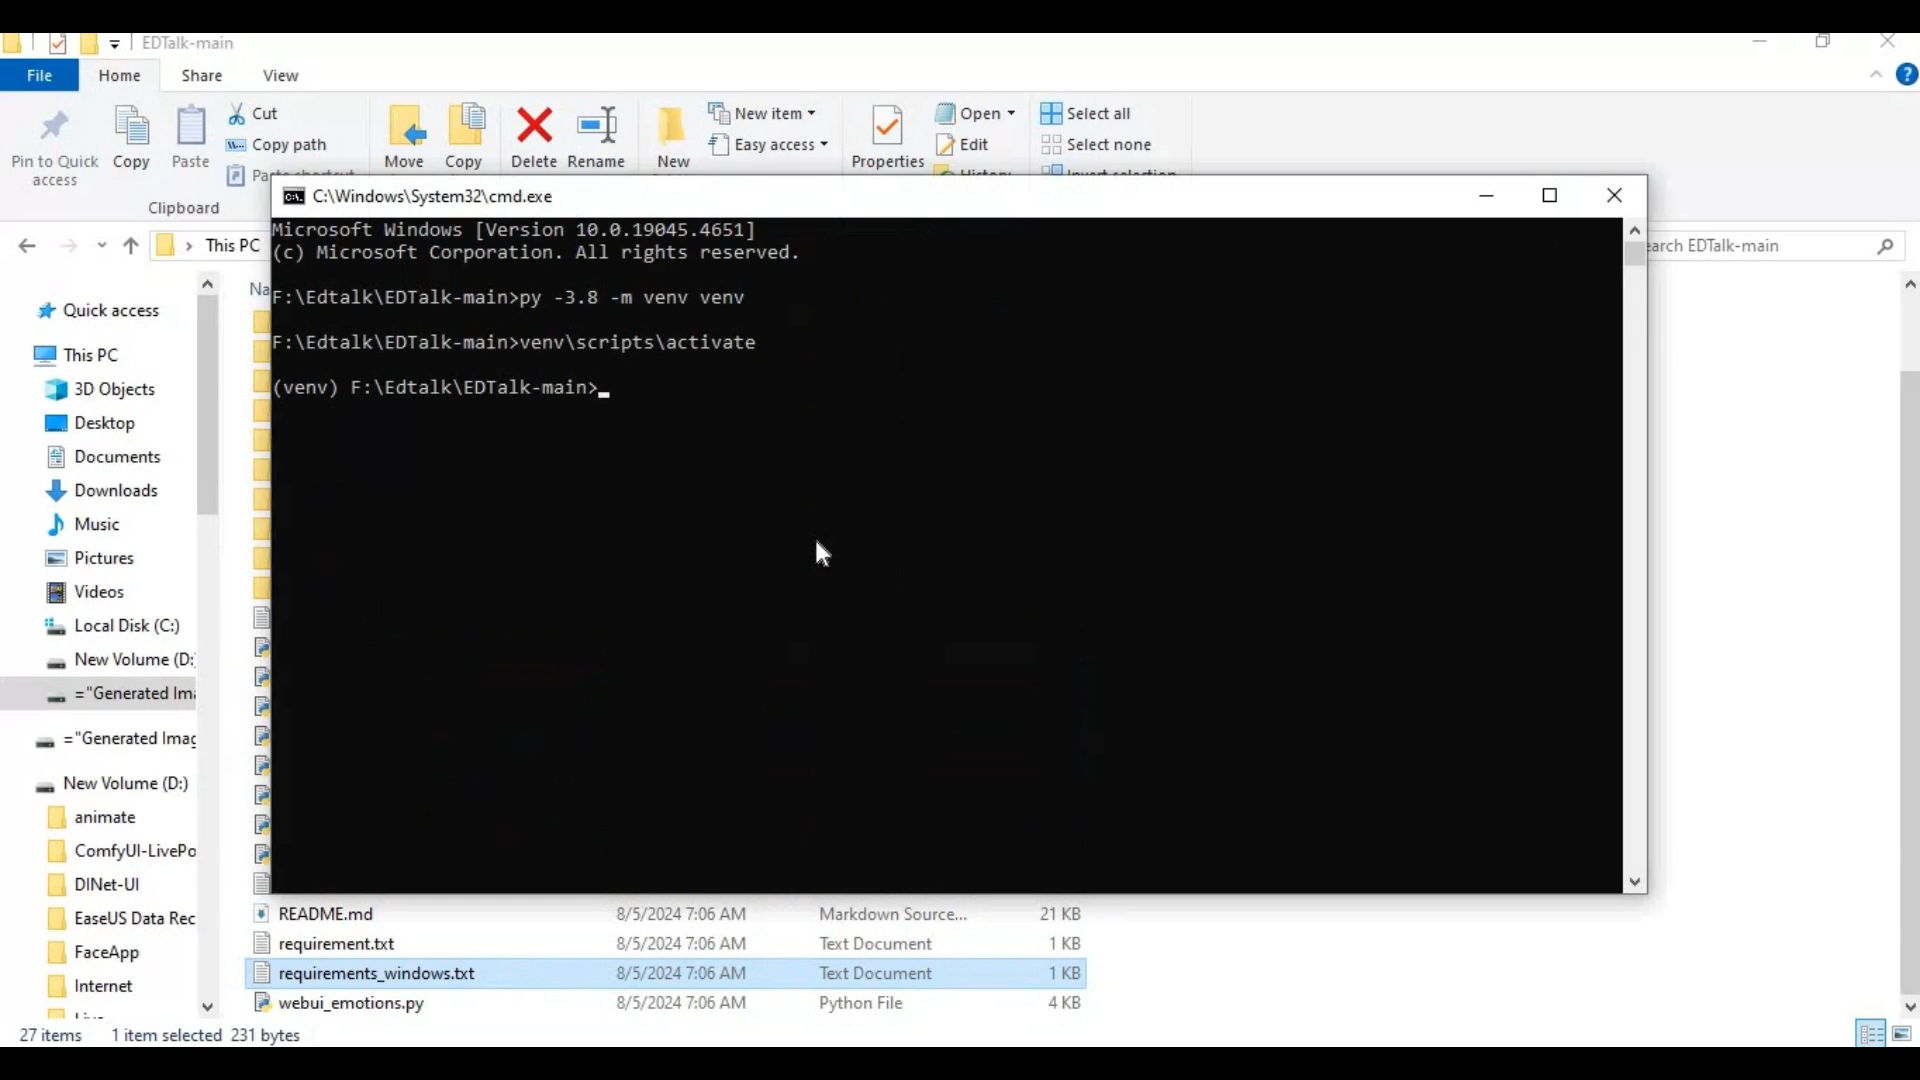 EDTalk-main
File Home Share View
Pin to Quick access
Copy
Paste
Cut
Copy path
Paste shortcut
Clipboard
Move
Copy
Delete
Rename
New
New item
Easy access
Properties
Open
Edit
History
Select all
Select none
Invert selection
This PC
earch EDTalk-main
C:\Windows\System32\cmd.exe
Microsoft Windows [Version 10.0.19045.4651]
(c) Microsoft Corporation. All rights reserved.
F:\Edtalk\EDTalk-main>py -3.8 -m venv venv
F:\Edtalk\EDTalk-main>venv\scripts\activate
(venv) F:\Edtalk\EDTalk-main>
Na
Quick access
This PC
3D Objects
Desktop
Documents
Downloads
Music
Pictures
Videos
Local Disk (C:)
New Volume (D:
="Generated Ima
="Generated Imag
New Volume (D:)
animate
ComfyUI-LivePo
DINet-UI
EaseUS Data Rec
FaceApp
Internet
README.md 8/5/2024 7:06 AM Markdown Source... 21 KB
requirement.txt 8/5/2024 7:06 AM Text Document 1 KB
requirements_windows.txt 8/5/2024 7:06 AM Text Document 1 KB
webui_emotions.py 8/5/2024 7:06 AM Python File 4 KB
27 items 1 item selected 231 bytes